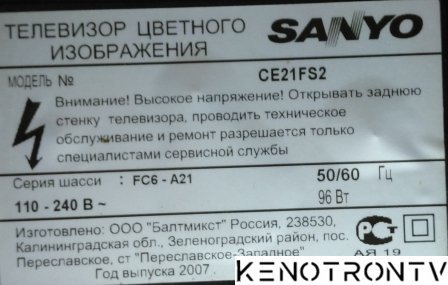 ТЕЛЕВИЗОР ЦВЕТНОГО
ИЗОБРАЖЕНИЯ
SANYO
МОДЕЛЬ №
CE21FS2
Внимание! Высокое напряжение! Открывать заднюю
стенку телевизора, проводить техническое
обслуживание и ремонт разрешается только
специалистами сервисной службы
Серия шасси : FC6 - A21
50/60 Гц
110 - 240 В ~
96 Вт
Изготовлено: ООО "Балтмикст" Россия, 238530,
Калининградская обл., Зеленоградский район, пос.
Переславское, ст "Переславское-Западное"
Год выпуска 2007
РСТ
АЯ 19
KENOTRONTV